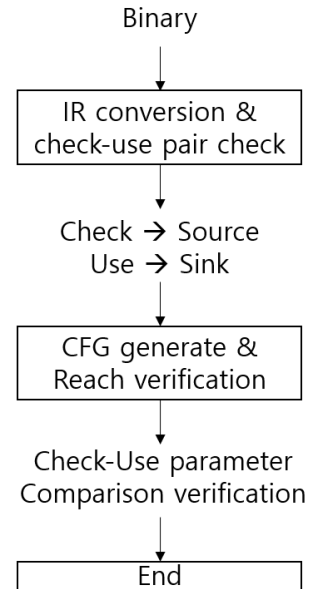 Binary
IR conversion &
check-use pair check
Check → Source
Use → Sink
CFG generate &
Reach verification
Check-Use parameter
Comparison verification
End